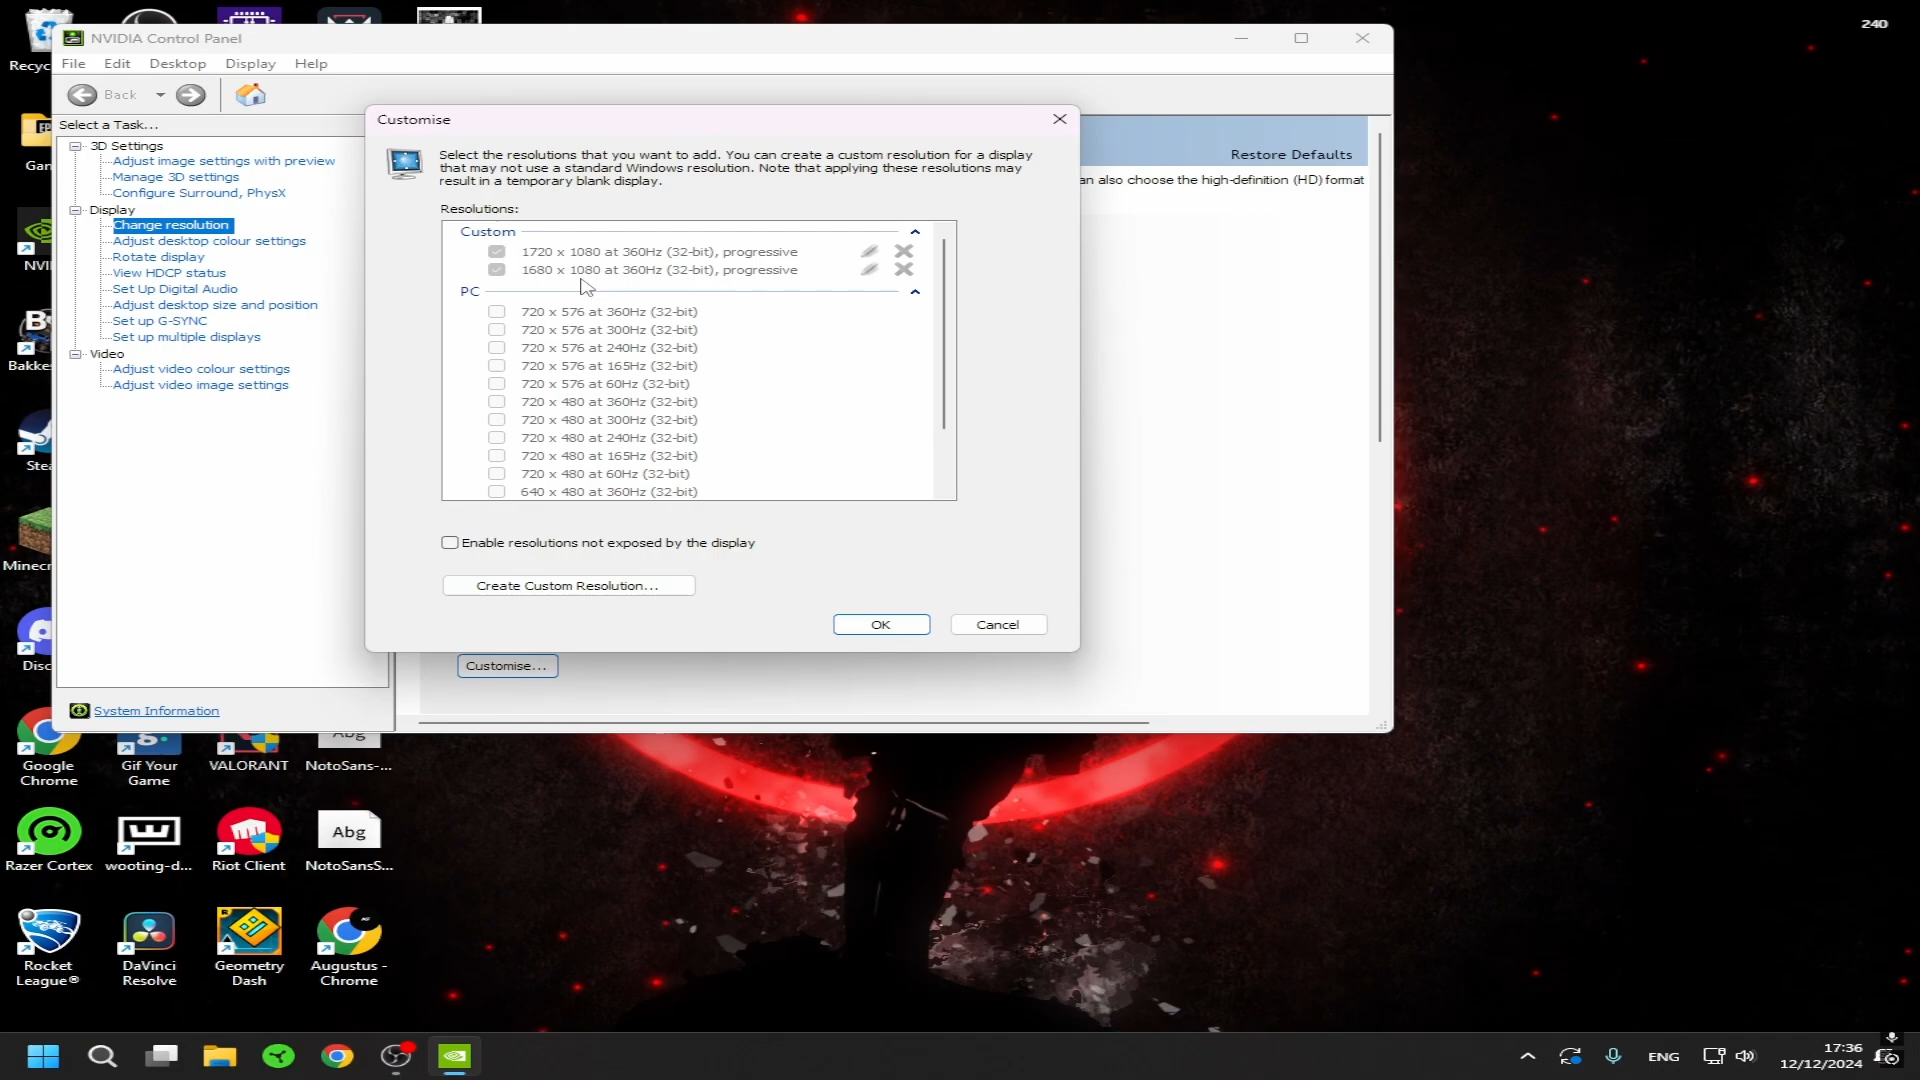 240
Recyc
NVIDIA Control Panel
File Edit Desktop Display Help
Back
Select a Task...
3D Settings
Adjust image settings with preview
Manage 3D settings
Configure Surround, PhysX
Display
Change resolution
Adjust desktop colour settings
Rotate display
View HDCP status
Set Up Digital Audio
Adjust desktop size and position
Set up G-SYNC
Set up multiple displays
Video
Adjust video colour settings
Adjust video image settings
System Information
Restore Defaults
an also choose the high-definition (HD) format
Customise
Select the resolutions that you want to add. You can create a custom resolution for a display
that may not use a standard Windows resolution. Note that applying these resolutions may
result in a temporary blank display.
Resolutions:
Custom
1720 x 1080 at 360Hz (32-bit), progressive
1680 x 1080 at 360Hz (32-bit), progressive
PC
720 x 576 at 360Hz (32-bit)
720 x 576 at 300Hz (32-bit)
720 x 576 at 240Hz (32-bit)
720 x 576 at 165Hz (32-bit)
720 x 576 at 60Hz (32-bit)
720 x 480 at 360Hz (32-bit)
720 x 480 at 300Hz (32-bit)
720 x 480 at 240Hz (32-bit)
720 x 480 at 165Hz (32-bit)
720 x 480 at 60Hz (32-bit)
640 x 480 at 360Hz (32-bit)
Enable resolutions not exposed by the display
Create Custom Resolution...
OK Cancel
Customise...
Gan
NVI
Bakkes
Stea
Minecr
Disc
Google
Chrome
Gif Your
Game
VALORANT
Abg
NotoSans-...
Razer Cortex
wooting-d...
Riot Client
Abg
NotoSansS...
Rocket
League®
DaVinci
Resolve
Geometry
Dash
Augustus -
Chrome
ENG
17:36
12/12/2024